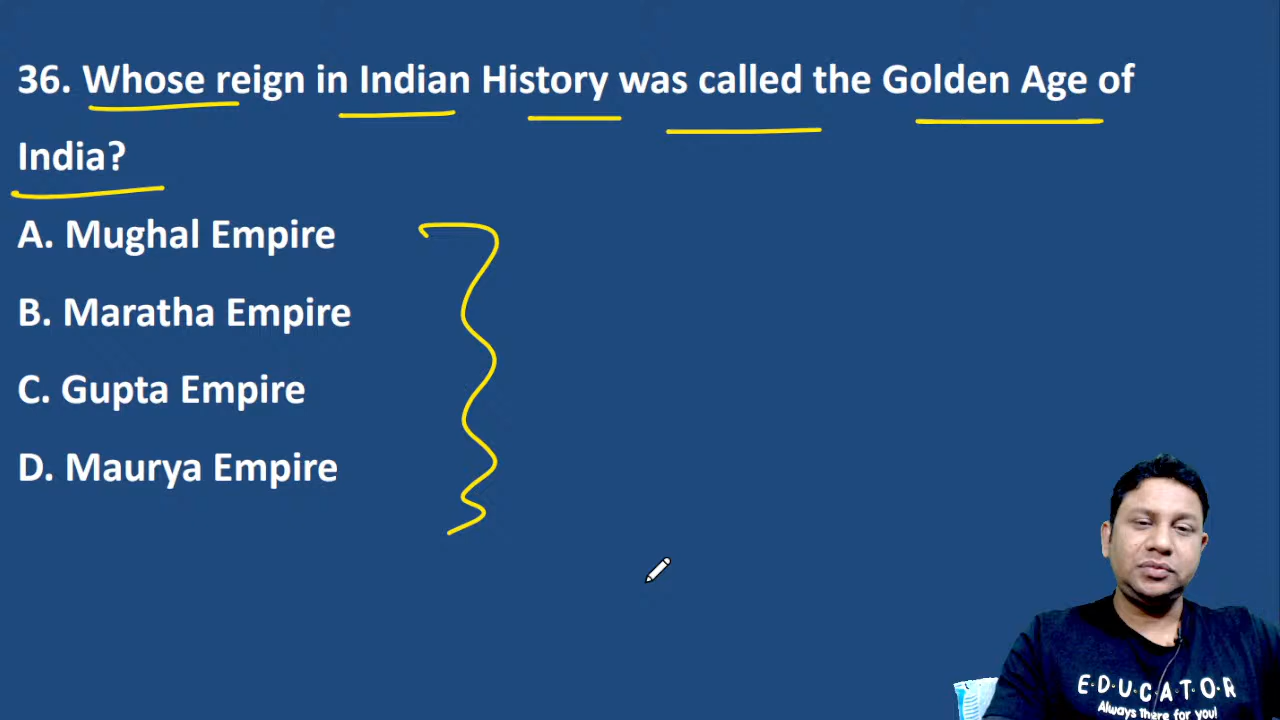 36. Whose reign in Indian History was called the Golden Age of
India?
A. Mughal Empire
B. Maratha Empire
C. Gupta Empire
D. Maurya Empire
E·D·U·C·A·T·O·R
Always there for you!